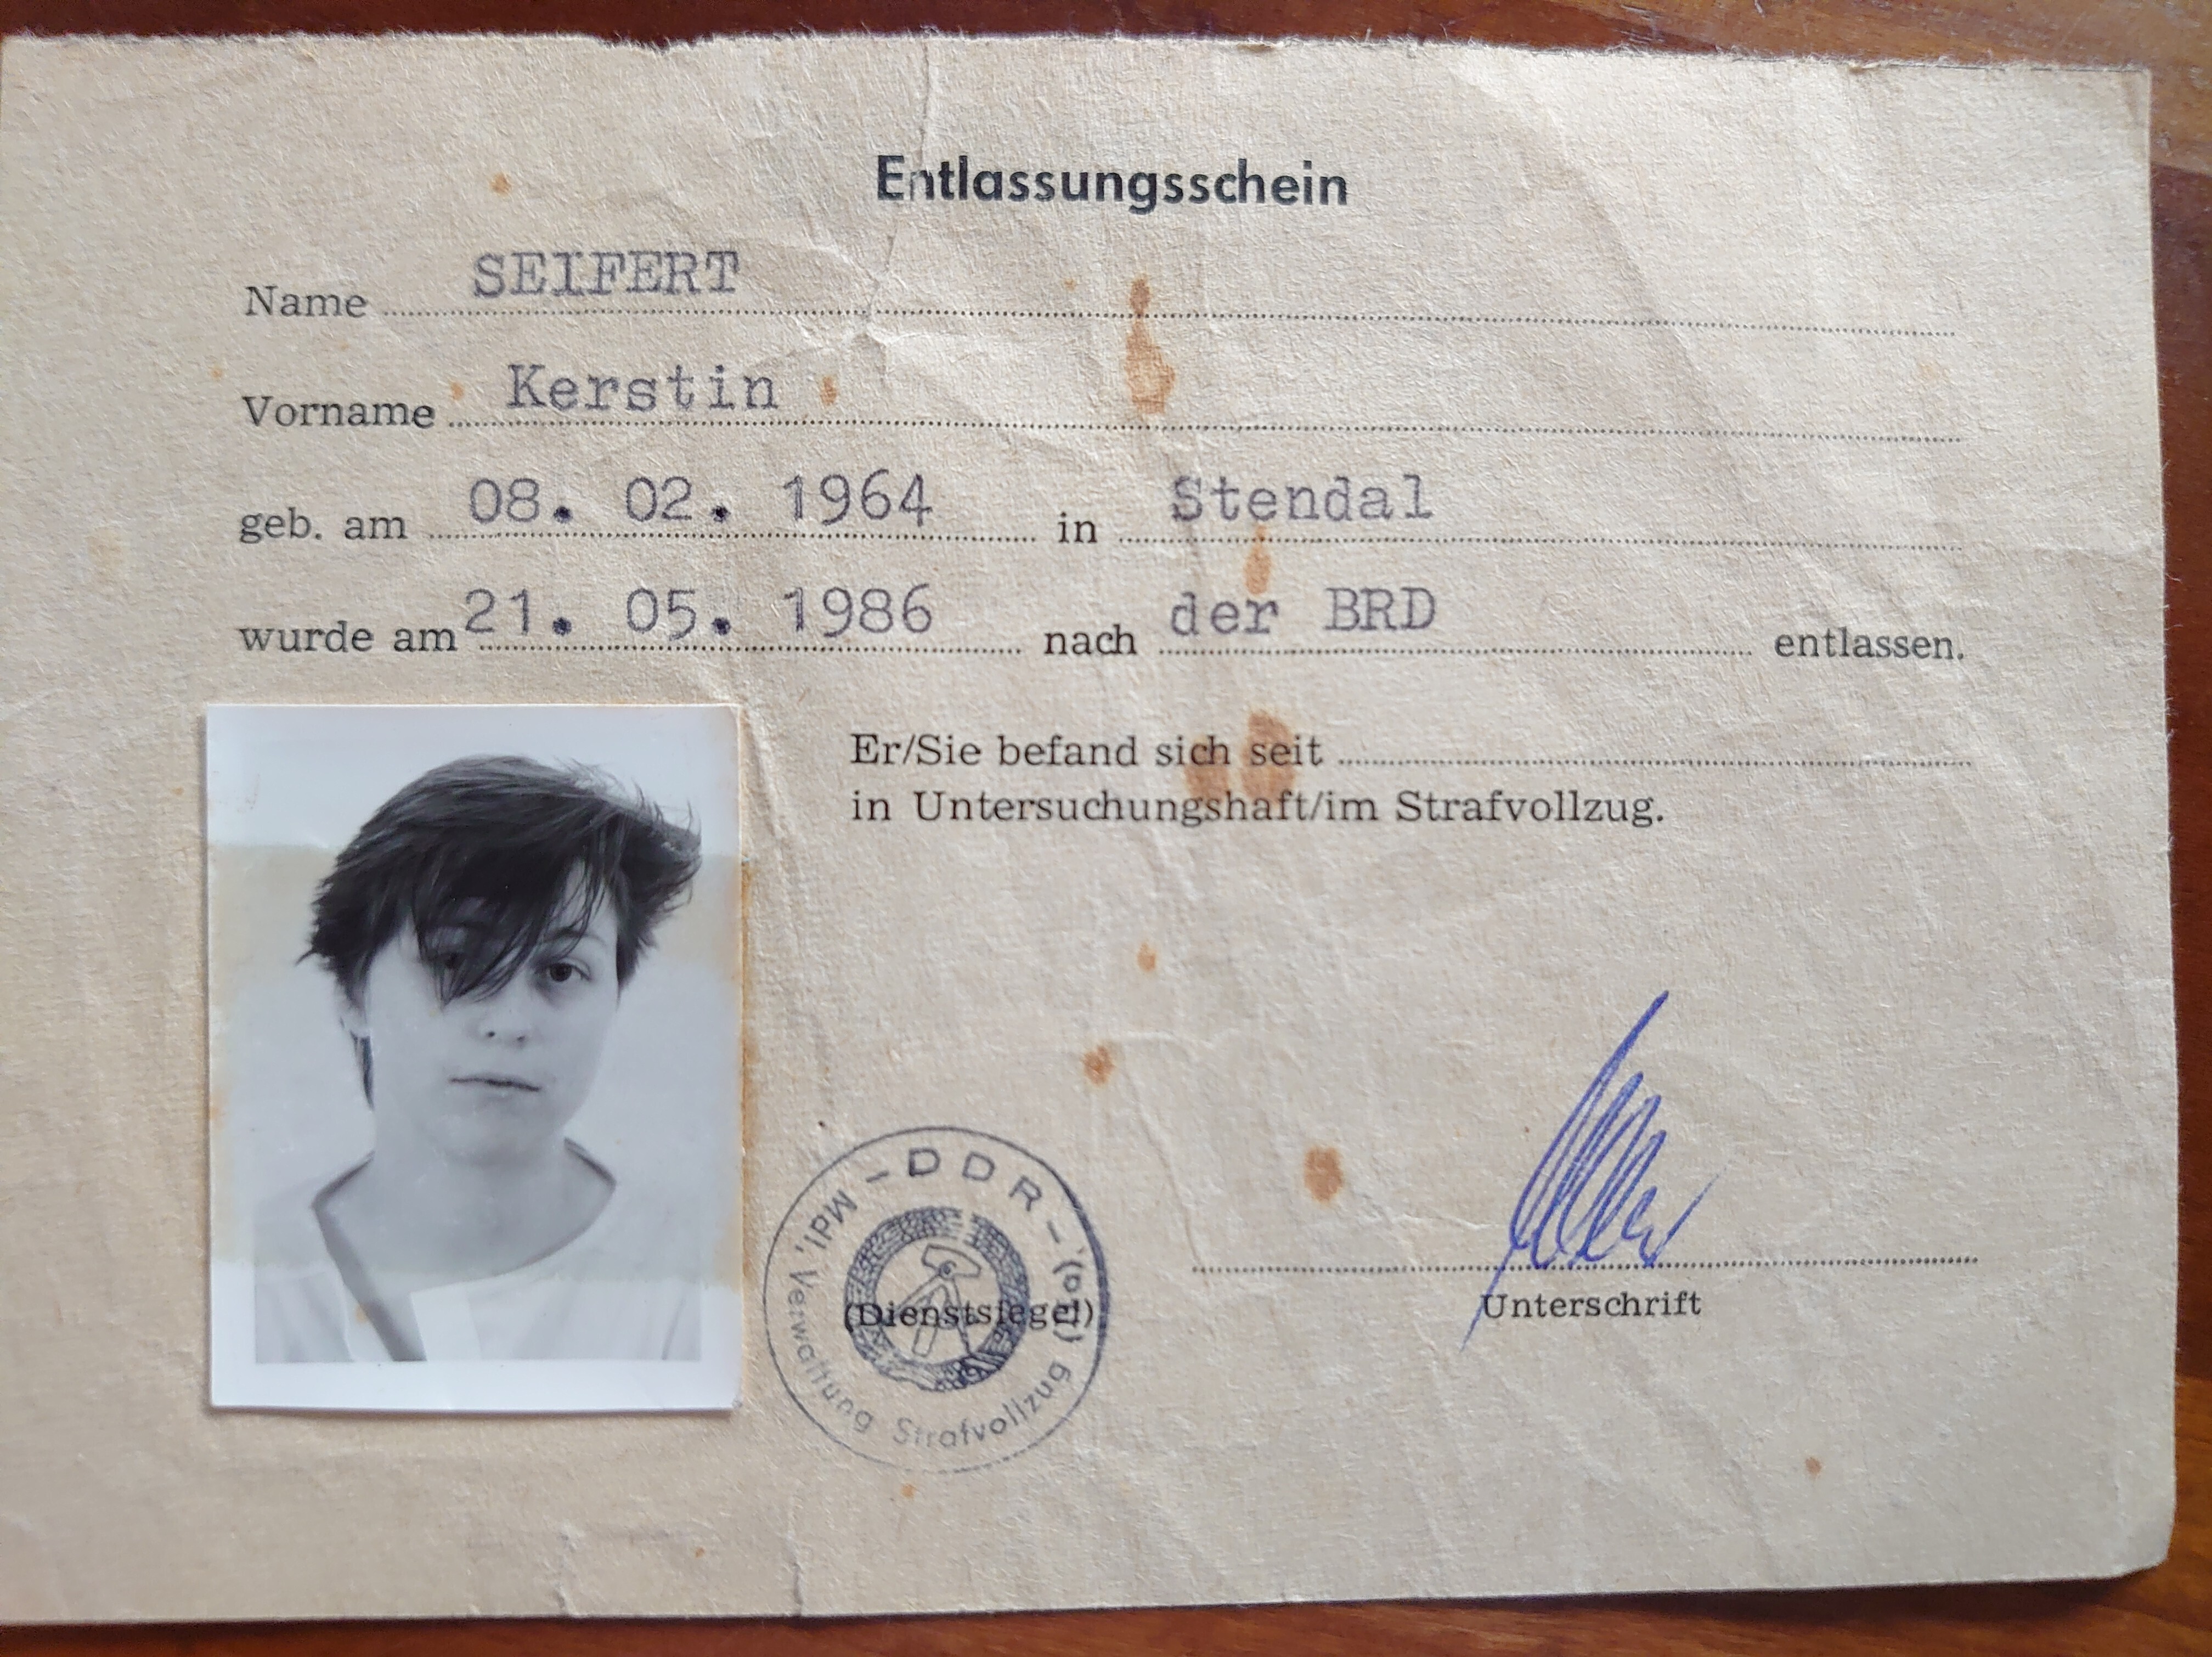 Entlassungsschein
Name SEIFERT
Vorname Kerstin
geb. am 08. 02. 1964 in Stendal
wurde am 21. 05. 1986 nach der BRD entlassen.
Er/Sie befand sich seit
in Untersuchungshaft/im Strafvollzug.
-DDR-
MdI, Verwaltung Strafvollzug
(Dienstsiegel)
Unterschrift